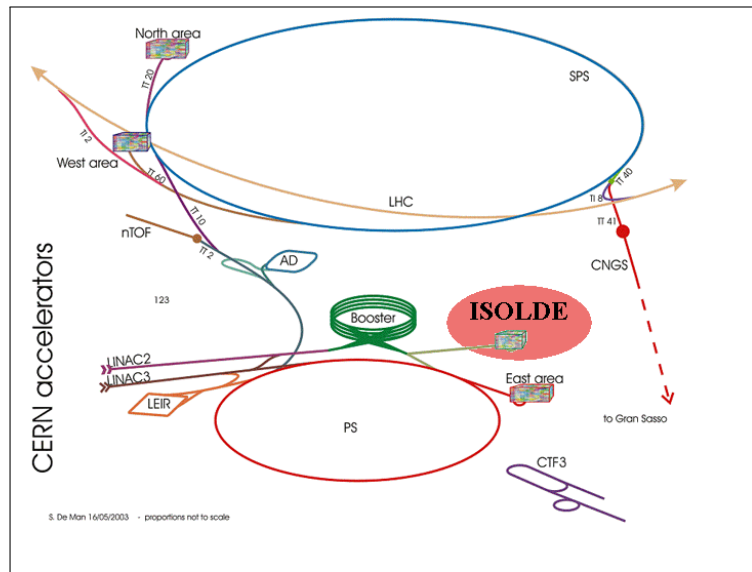 North area
TT 20
SPS
TI 2
West area
TT 60
TT 40
TI 8
LHC
TT 10
TT 41
nTOF
TT 2
CNGS
AD
123
ISOLDE
Booster
LINAC2
LINAC3
East area
LEIR
PS
to Gran Sasso
CTF3
CERN accelerators
S. De Man 16/05/2003 - proportions not to scale